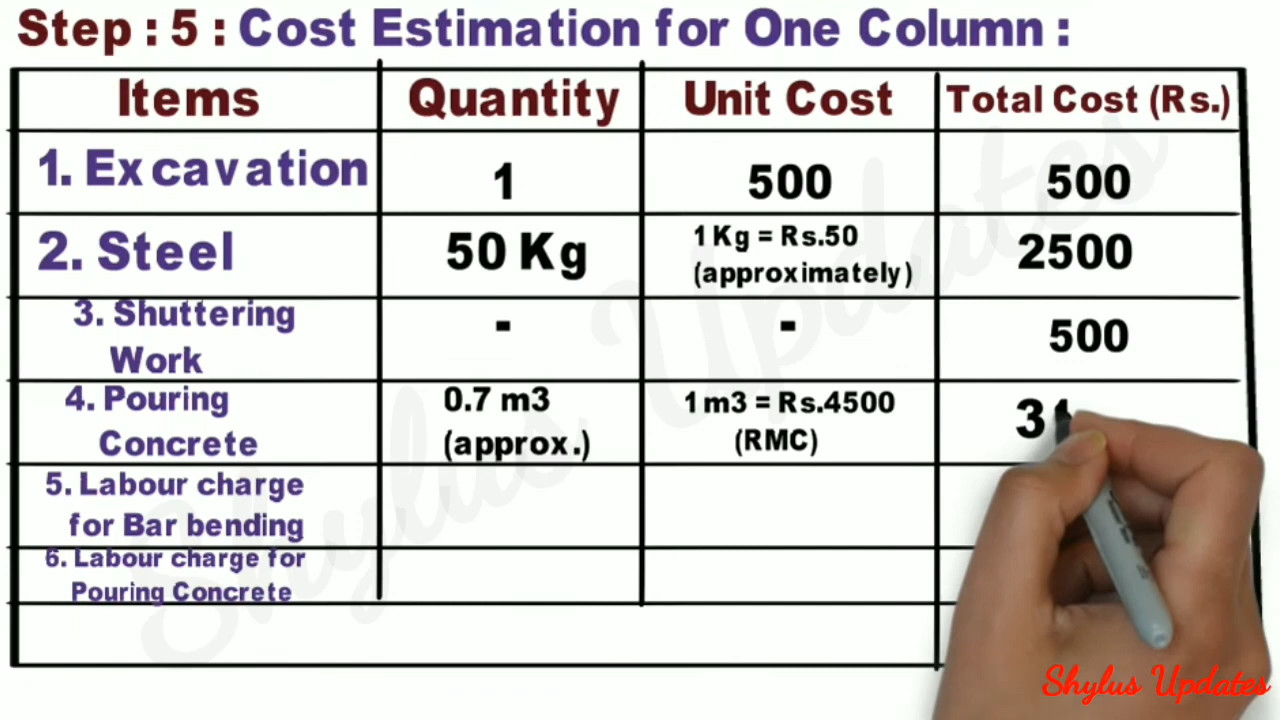 Step : 5 : Cost Estimation for One Column :
Items Quantity Unit Cost Total Cost (Rs.)
1. Excavation 1 500 500
2. Steel 50 Kg 1 Kg = Rs.50 (approximately) 2500
3. Shuttering
Work - - 500
4. Pouring
Concrete 0.7 m3 (approx.) 1 m3 = Rs.4500 (RMC) 3
5. Labour charge
for Bar bending
6. Labour charge for
Pouring Concrete
Shylus Updates
Shylus Updates